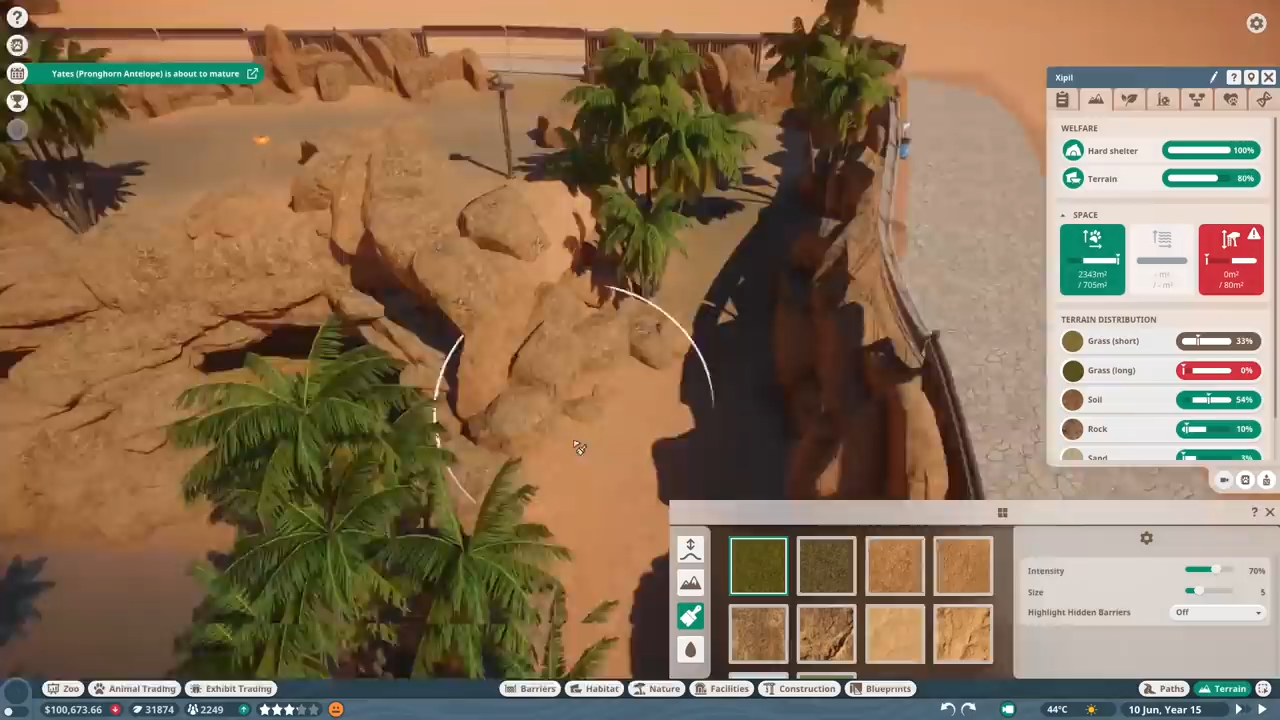 Yates (Pronghorn Antelope) is about to mature
Xipil
?
WELFARE
Hard shelter 100%
Terrain 80%
SPACE
2343m²
/ 705m²
- m²
/ - m²
0m²
/ 80m²
TERRAIN DISTRIBUTION
Grass (short) 33%
Grass (long) 0%
Soil 54%
Rock 10%
Sand 3%
?
Intensity 70%
Size 5
Highlight Hidden Barriers Off
Zoo
Animal Trading
Exhibit Trading
Barriers
Habitat
Nature
Facilities
Construction
Blueprints
Paths
Terrain
$100,673.66
31874
2249
44°C
10 Jun, Year 15